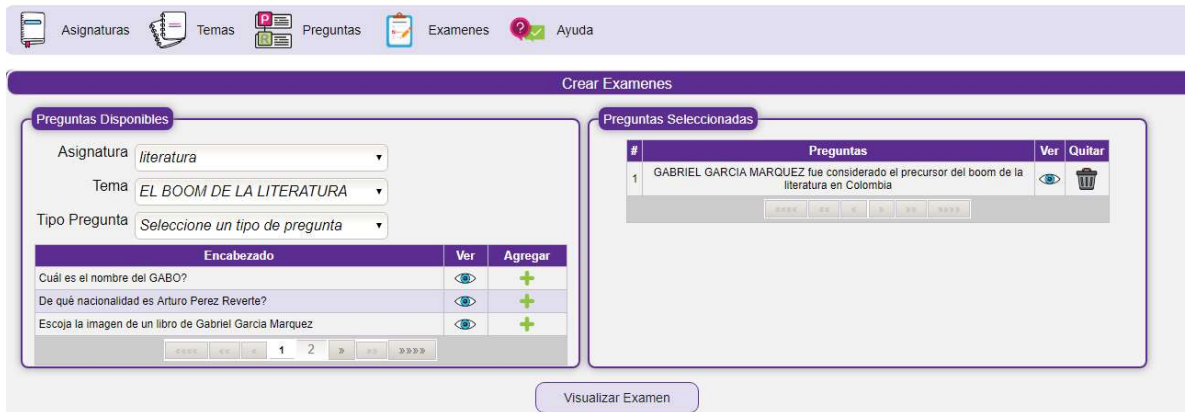 Asignaturas Temas Preguntas Examenes Ayuda
Crear Examenes
Preguntas Disponibles
Asignatura literatura
Tema EL BOOM DE LA LITERATURA
Tipo Pregunta Seleccione un tipo de pregunta
Encabezado Ver Agregar
Cuál es el nombre del GABO?
De qué nacionalidad es Arturo Perez Reverte?
Escoja la imagen de un libro de Gabriel Garcia Marquez
«««« «« « 1 2 » »» »»»»
Preguntas Seleccionadas
# Preguntas Ver Quitar
1 GABRIEL GARCIA MARQUEZ fue considerado el precursor del boom de la
literatura en Colombia
«««« «« « » »» »»»»
Visualizar Examen